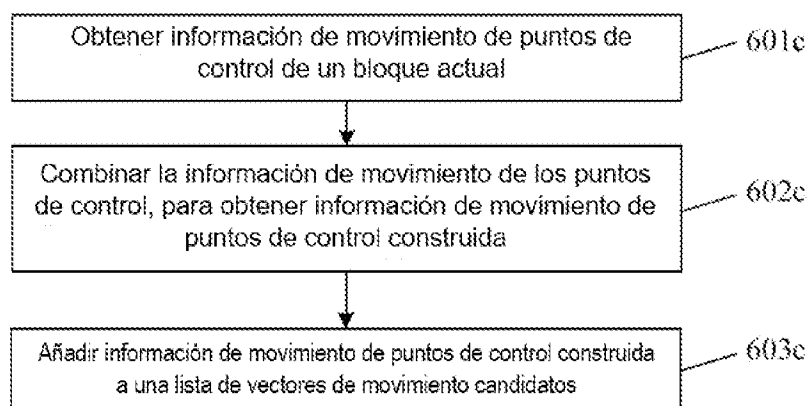 Obtener información de movimiento de puntos de
control de un bloque actual
601c
Combinar la información de movimiento de los puntos
de control, para obtener información de movimiento de
puntos de control construida
602c
Añadir información de movimiento de puntos de control construida
a una lista de vectores de movimiento candidatos
603c